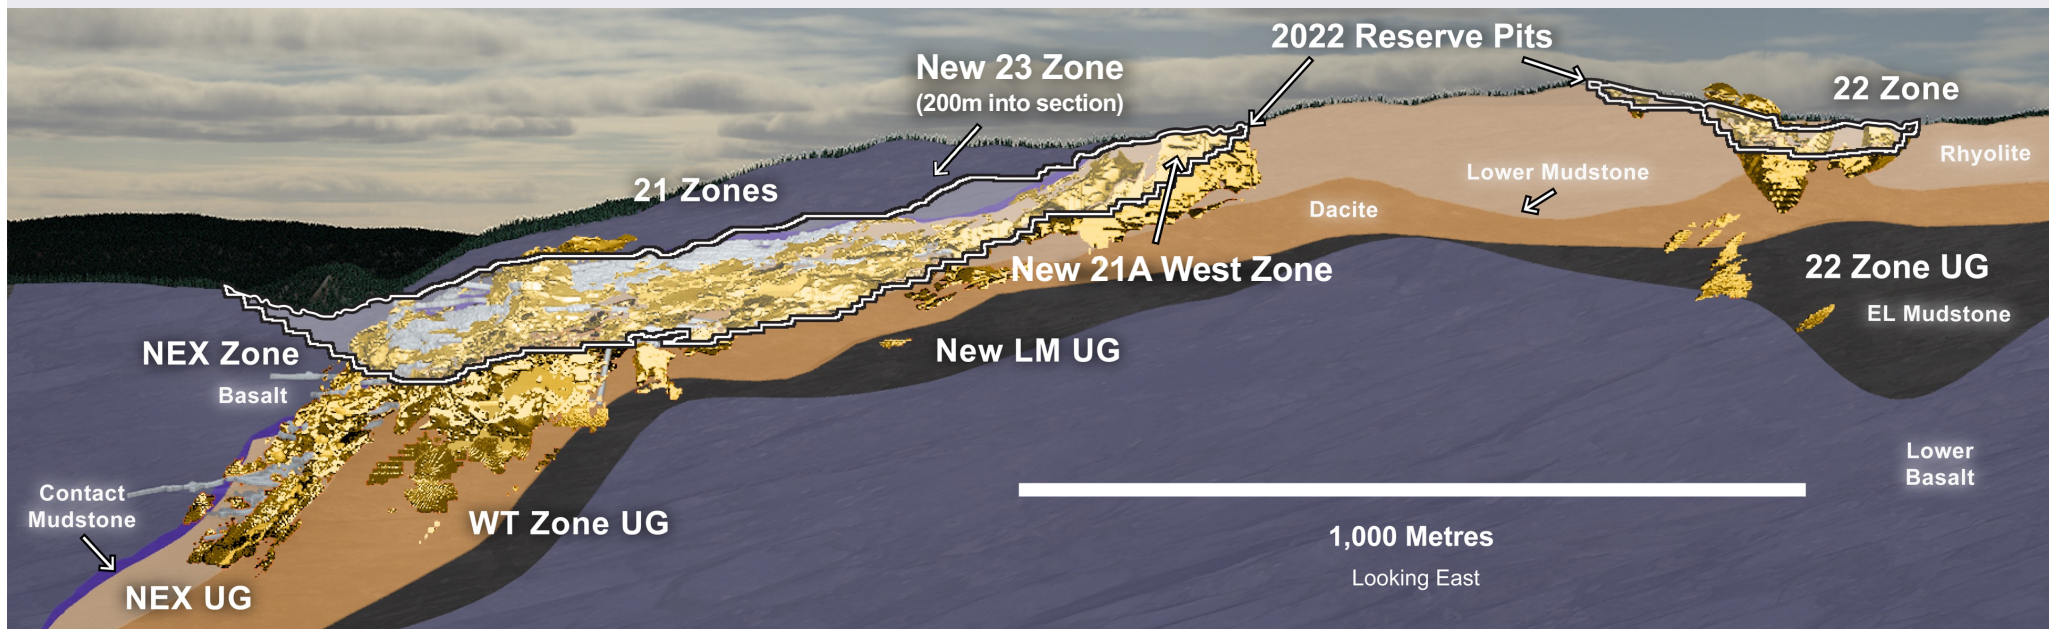 2022 Reserve Pits
New 23 Zone
(200m into section)
22 Zone
Rhyolite
Lower Mudstone
21 Zones
Dacite
New 21A West Zone
22 Zone UG
EL Mudstone
NEX Zone
New LM UG
Basalt
Lower
Basalt
Contact
Mudstone
WT Zone UG
1,000 Metres
Looking East
NEX UG